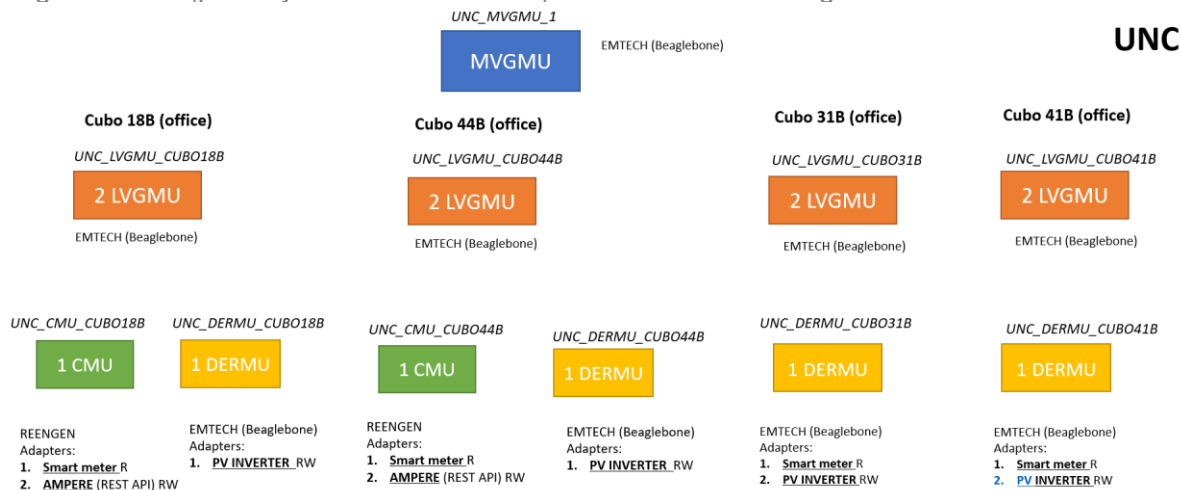 UNC_MVGMU_1
MVGMU
EMTECH (Beaglebone)
UNC
Cubo 18B (office)
UNC_LVGMU_CUBO18B
2 LVGMU
EMTECH (Beaglebone)
Cubo 44B (office)
UNC_LVGMU_CUBO44B
2 LVGMU
EMTECH (Beaglebone)
Cubo 31B (office)
UNC_LVGMU_CUBO31B
2 LVGMU
EMTECH (Beaglebone)
Cubo 41B (office)
UNC_LVGMU_CUBO41B
2 LVGMU
EMTECH (Beaglebone)
UNC_CMU_CUBO18B
1 CMU
REENGEN
Adapters:
1. Smart meter R
2. AMPERE (REST API) RW
UNC_DERMU_CUBO18B
1 DERMU
EMTECH (Beaglebone)
Adapters:
1. PV INVERTER RW
UNC_CMU_CUBO44B
1 CMU
REENGEN
Adapters:
1. Smart meter R
2. AMPERE (REST API) RW
UNC_DERMU_CUBO44B
1 DERMU
EMTECH (Beaglebone)
Adapters:
1. PV INVERTER RW
UNC_DERMU_CUBO31B
1 DERMU
EMTECH (Beaglebone)
Adapters:
1. Smart meter R
2. PV INVERTER RW
UNC_DERMU_CUBO41B
1 DERMU
EMTECH (Beaglebone)
Adapters:
1. Smart meter R
2. PV INVERTER RW